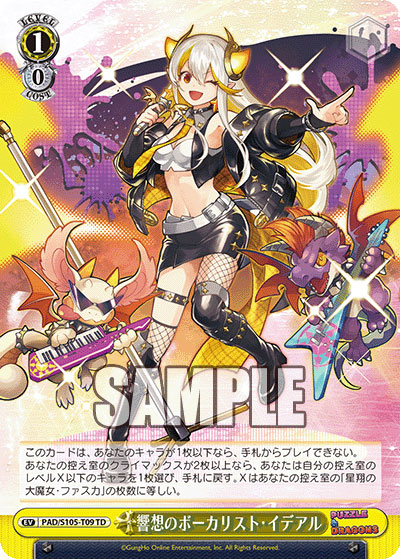 LEVEL
1
0
COST
SAMPLE
このカードは、あなたのキャラが1枚以下なら、手札からプレイできない。
あなたの控え室のクライマックスが2枚以上なら、あなたは自分の控え室の
レベルX以下のキャラを1枚選び、手札に戻す。Xはあなたの控え室の「星翔の
大魔女・ファスカ」の枚数に等しい。
EV
PAD/S105-T09 TD
響想のボーカリスト・イデアル
PUZZLE & DRAGONS
©GungHo Online Entertainment, Inc. All Rights Reserved.